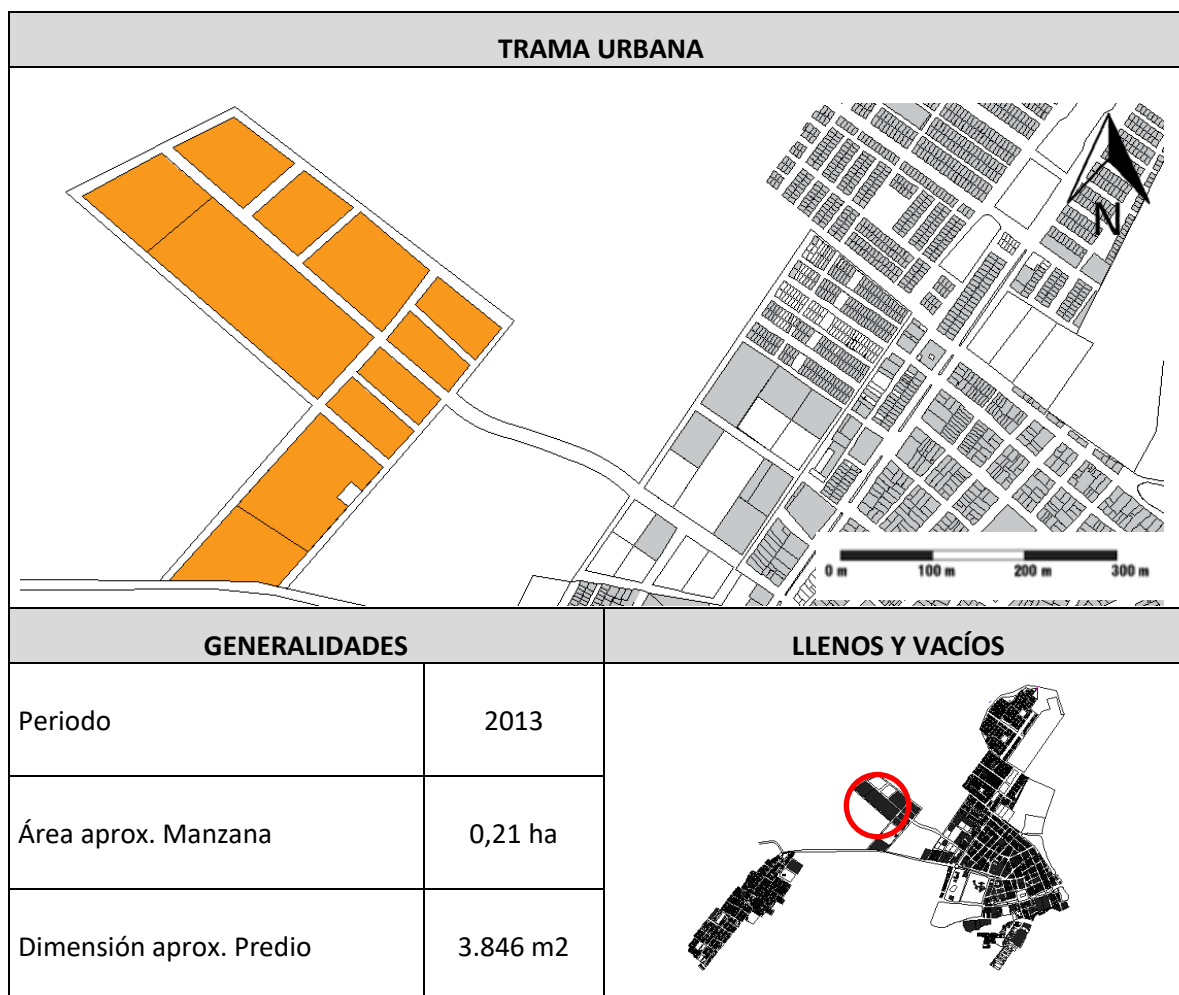 TRAMA URBANA
N
0 m 100 m 200 m 300 m
GENERALIDADES
LLENOS Y VACÍOS
Periodo 2013
Área aprox. Manzana 0,21 ha
Dimensión aprox. Predio 3.846 m2